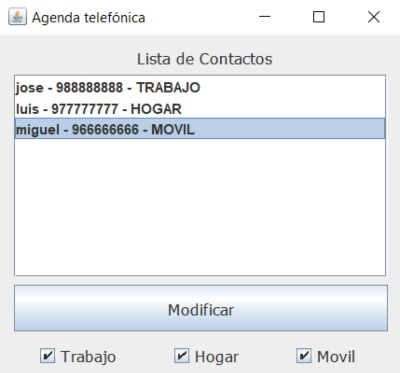 Agenda telefónica
Lista de Contactos
jose - 988888888 - TRABAJO
luis - 977777777 - HOGAR
miguel - 966666666 - MOVIL
Modificar
Trabajo Hogar Movil